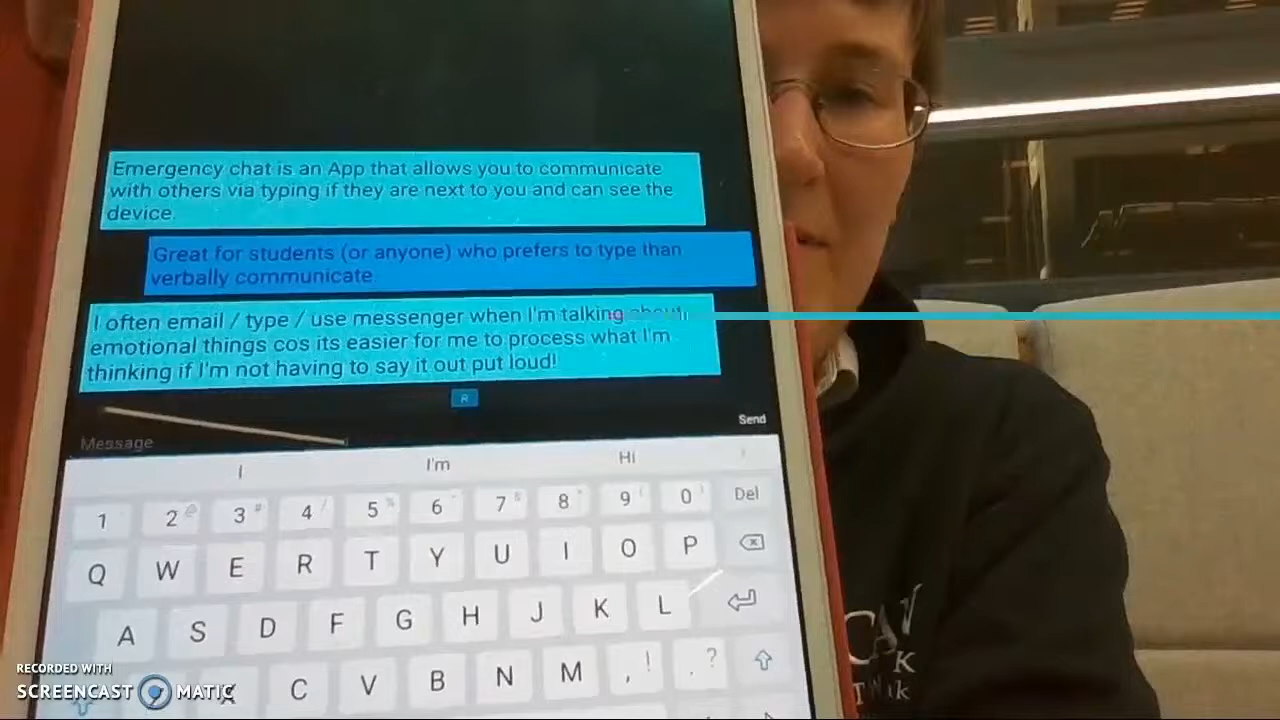 Emergency chat is an App that allows you to communicate
with others via typing if they are next to you and can see the
device.
Great for students (or anyone) who prefers to type than
verbally communicate
I often email / type / use messenger when I'm talking about
emotional things cos its easier for me to process what I'm
thinking if I'm not having to say it out put loud!
R
Send
Message
I I'm Hi
1 2 @ 3 # 4 / 5 % 6 7 8 9 ( 0 ) Del
Q W E R T Y U I O P
A S D F G H J K L
X C V B N M , ! . ?
RECORDED WITH
SCREENCAST MATIC
K